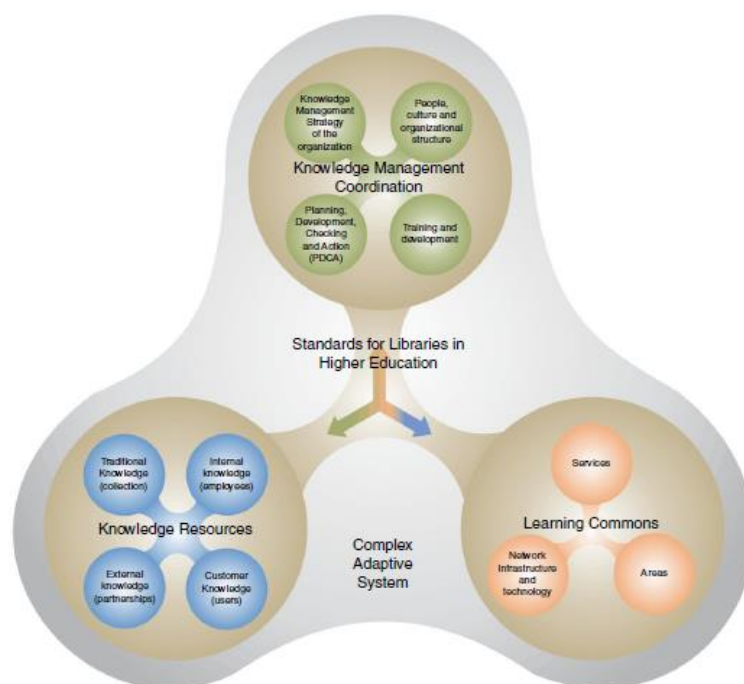 Knowledge
Management
Strategy
of the
organization
People,
culture and
organizational
structure
Knowledge Management
Coordination
Planning,
Development,
Checking
and Action
(PDCA)
Training and
development
Standards for Libraries in
Higher Education
Traditional
Knowledge
(collection)
Internal
knowledge
(employees)
Knowledge Resources
External
knowledge
(partnerships)
Customer
Knowledge
(users)
Complex
Adaptive
System
Services
Learning Commons
Network
Infrastructure
and
technology
Areas